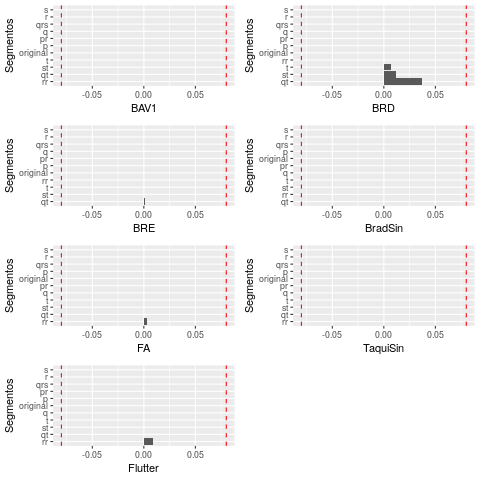 Segmentos
s
r
qrs
q
pr
p
original
t
st
qt
rr
-0.05 0.00 0.05
BAV1
Segmentos
s
r
qrs
q
pr
p
original
t
st
qt
rr
-0.05 0.00 0.05
BRD
Segmentos
s
r
qrs
q
pr
p
original
rr
t
st
qt
-0.05 0.00 0.05
BRE
Segmentos
s
r
qrs
p
original
pr
q
rr
t
st
qt
-0.05 0.00 0.05
BradSin
Segmentos
s
r
qrs
p
original
pr
q
t
st
qt
rr
-0.05 0.00 0.05
FA
Segmentos
s
r
qrs
p
original
pr
q
t
st
qt
rr
-0.05 0.00 0.05
TaquiSin
Segmentos
s
r
qrs
pr
p
original
q
t
st
qt
rr
-0.05 0.00 0.05
Flutter